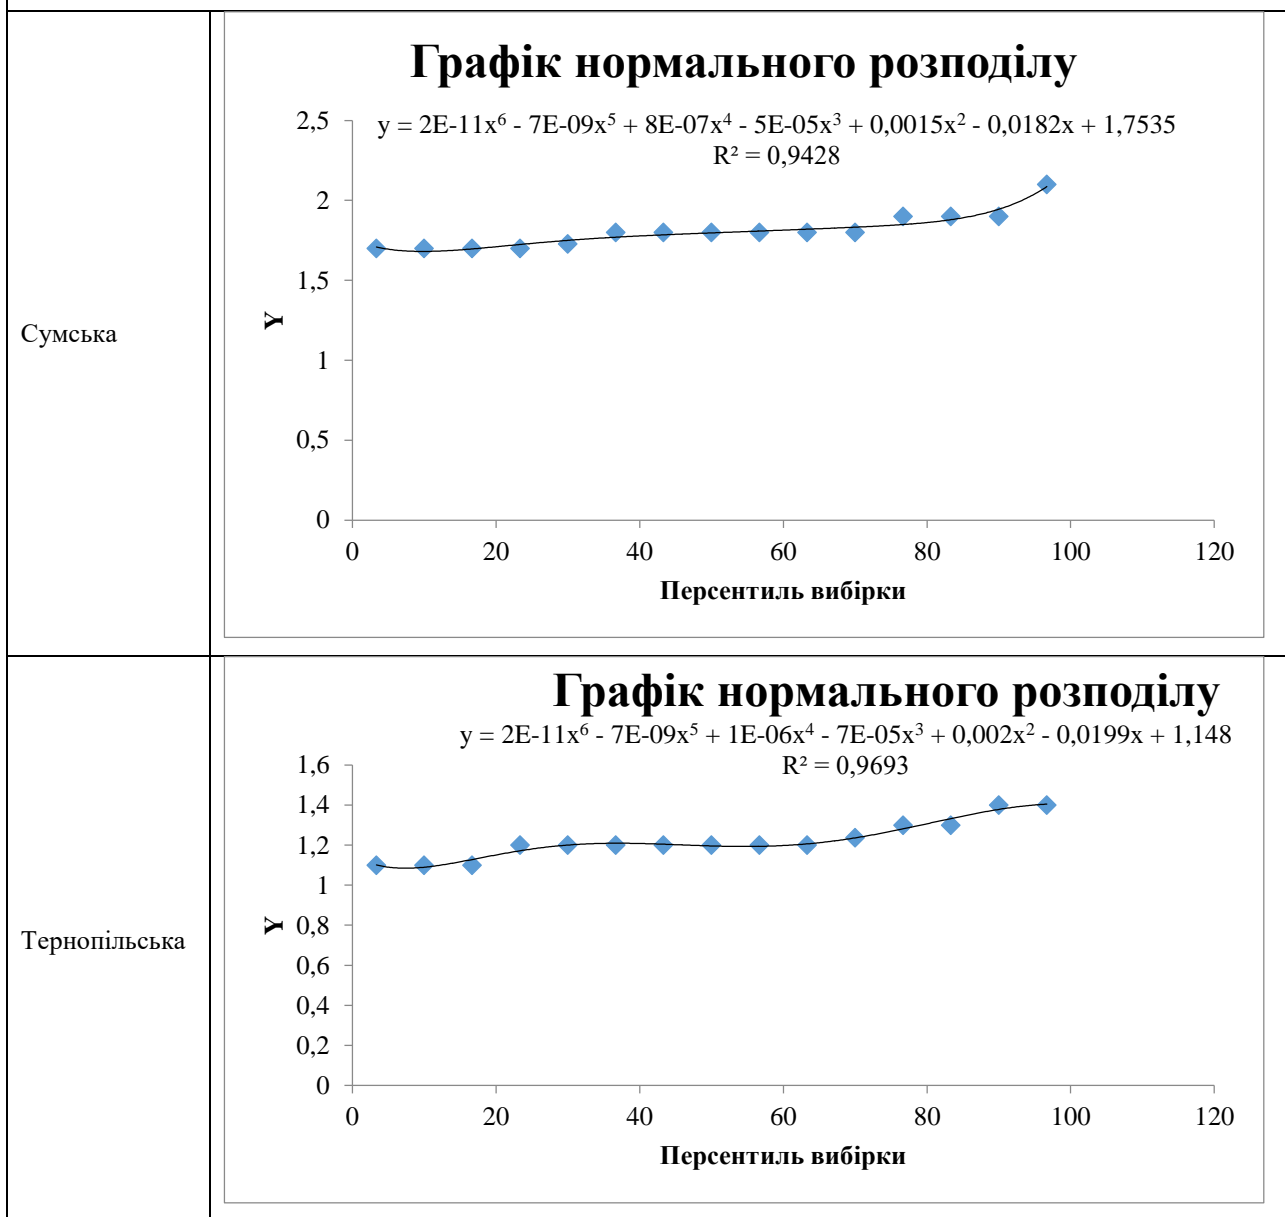 Сумська
Графік нормального розподілу
y = 2E-11x⁶ - 7E-09x⁵ + 8E-07x⁴ - 5E-05x³ + 0,0015x² - 0,0182x + 1,7535
R² = 0,9428
2,5
2
1,5
1
0,5
0
Y
0 20 40 60 80 100 120
Персентиль вибірки
Тернопільська
Графік нормального розподілу
y = 2E-11x⁶ - 7E-09x⁵ + 1E-06x⁴ - 7E-05x³ + 0,002x² - 0,0199x + 1,148
R² = 0,9693
1,6
1,4
1,2
1
0,8
0,6
0,4
0,2
0
Y
0 20 40 60 80 100 120
Персентиль вибірки